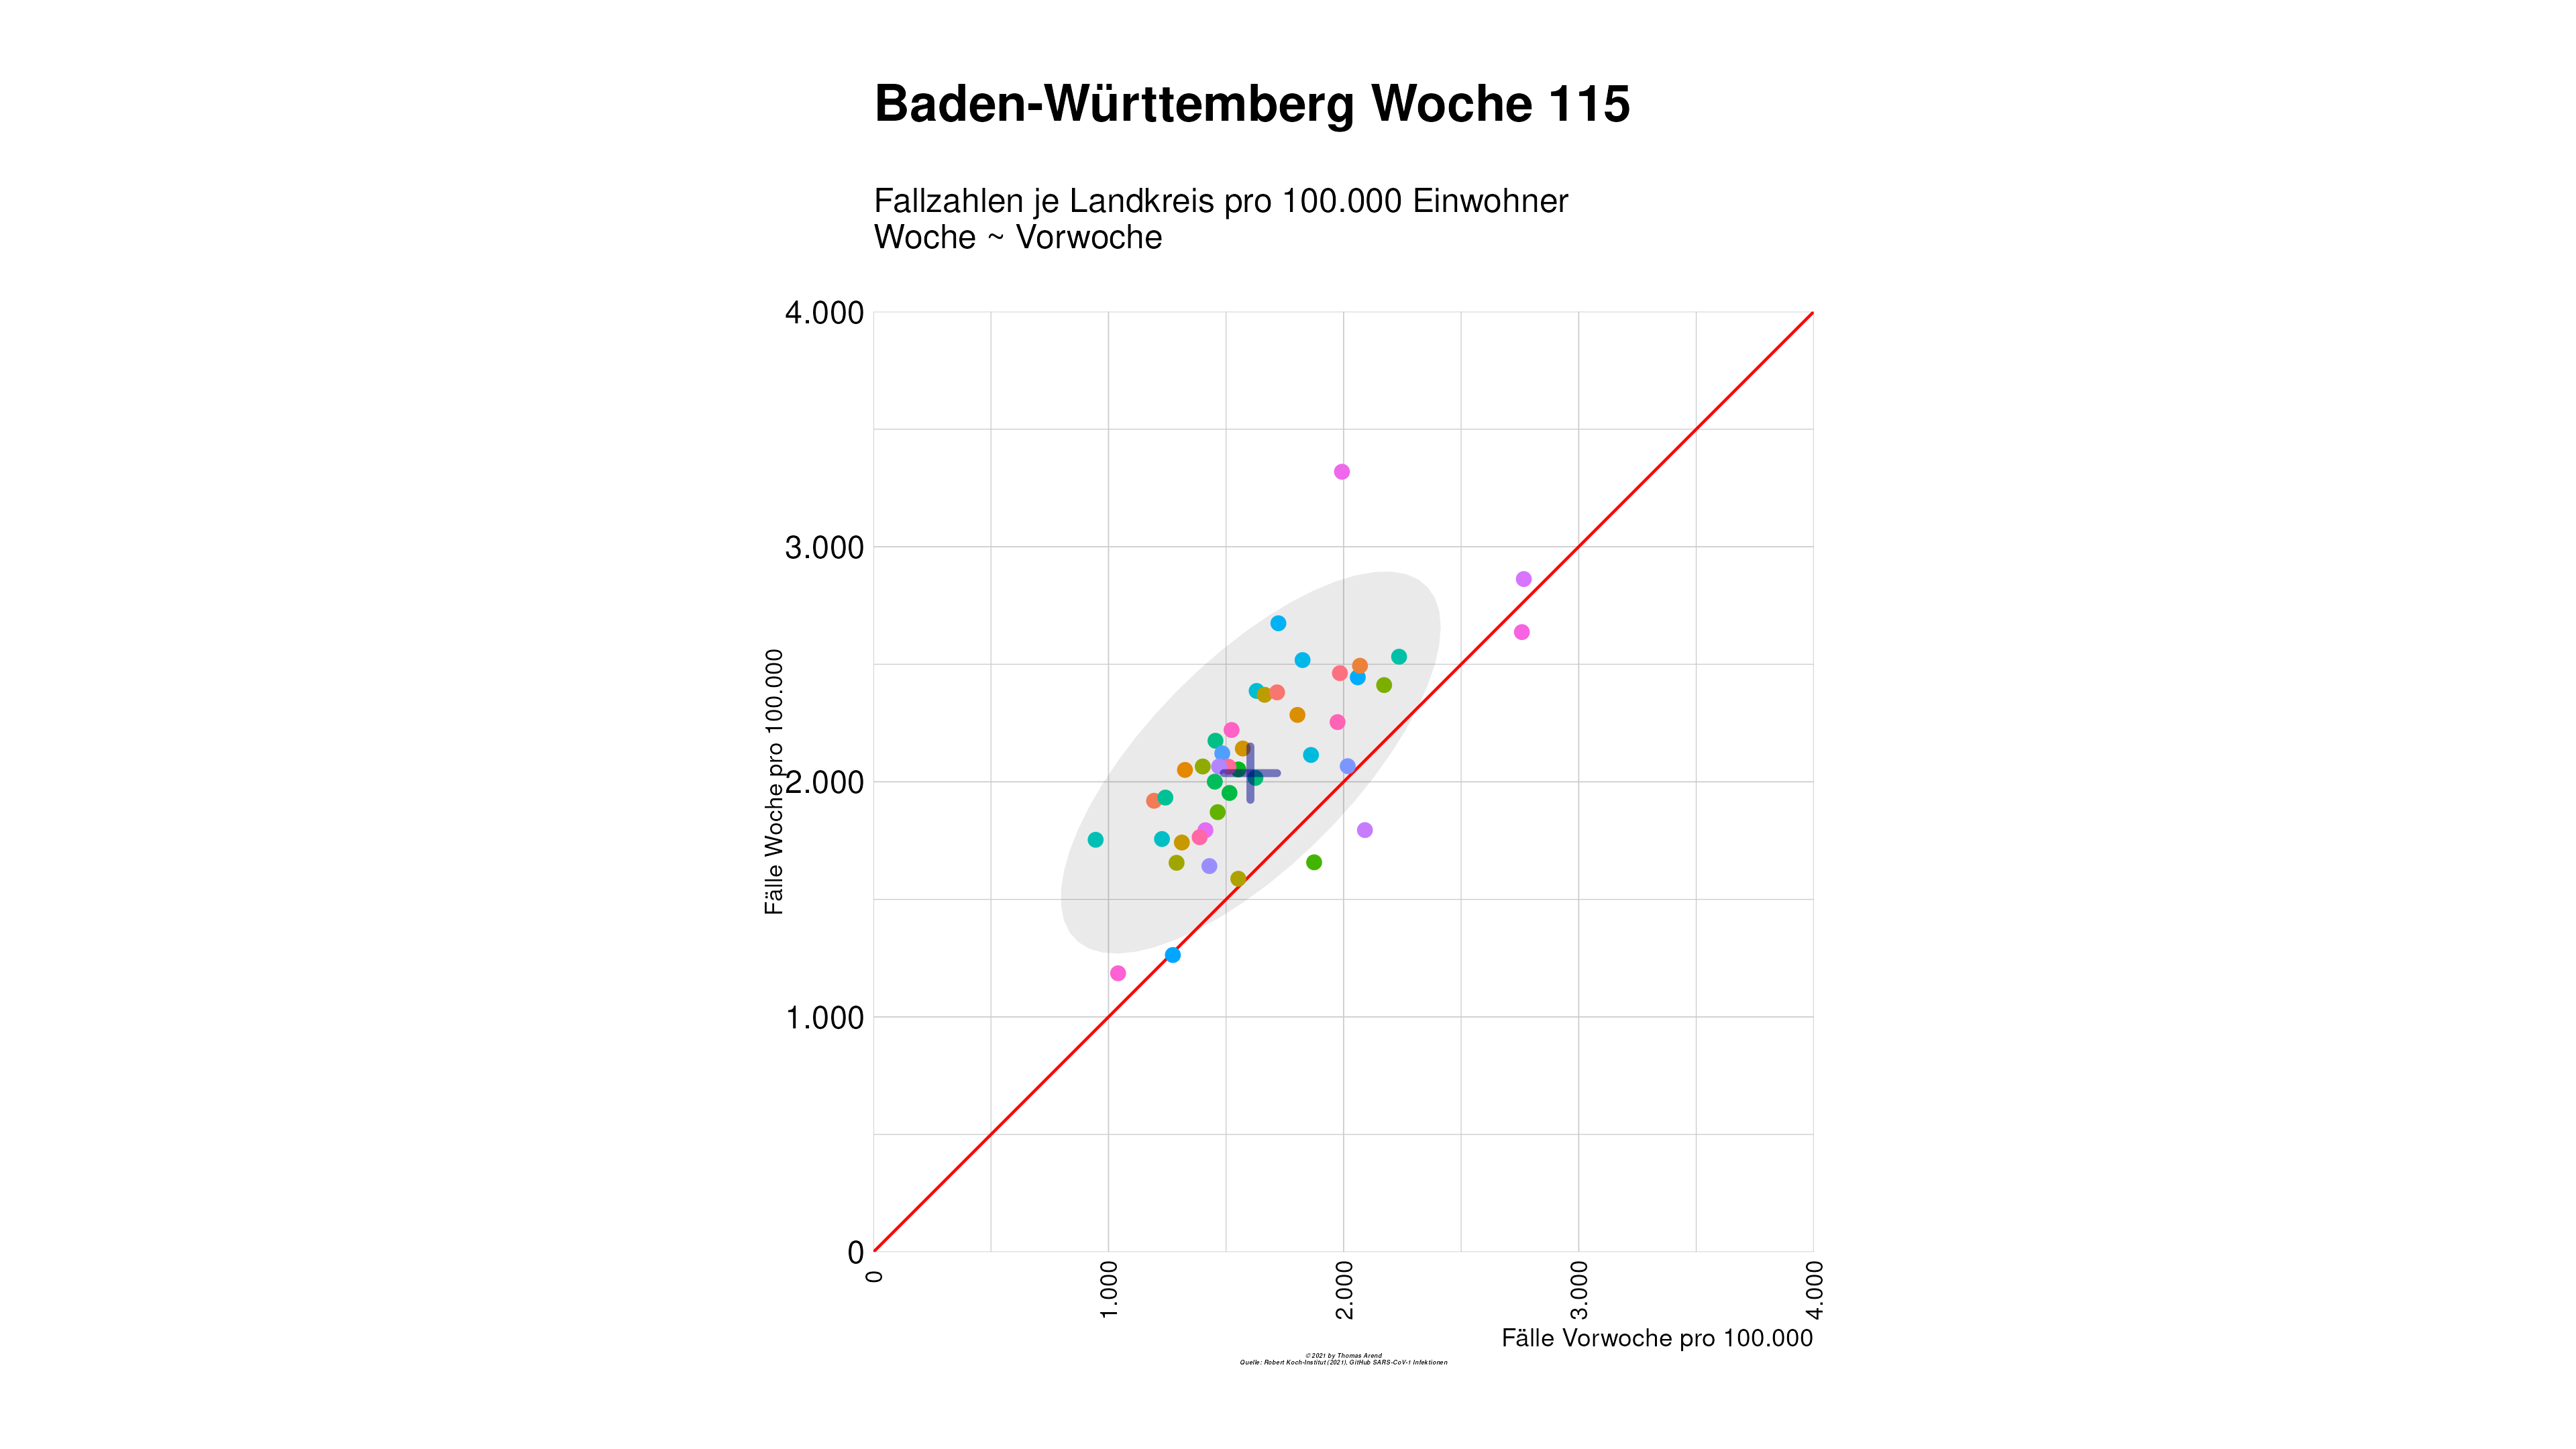 Baden-Württemberg Woche 115
Fallzahlen je Landkreis pro 100.000 Einwohner
Woche ~ Vorwoche
Fälle Woche pro 100.000
4.000
3.000
2.000
1.000
0
0
1.000
2.000
3.000
4.000
Fälle Vorwoche pro 100.000
© 2021 by Thomas Arend
Quelle: Robert Koch-Institut (2021), GitHub SARS-CoV-1 Infektionen